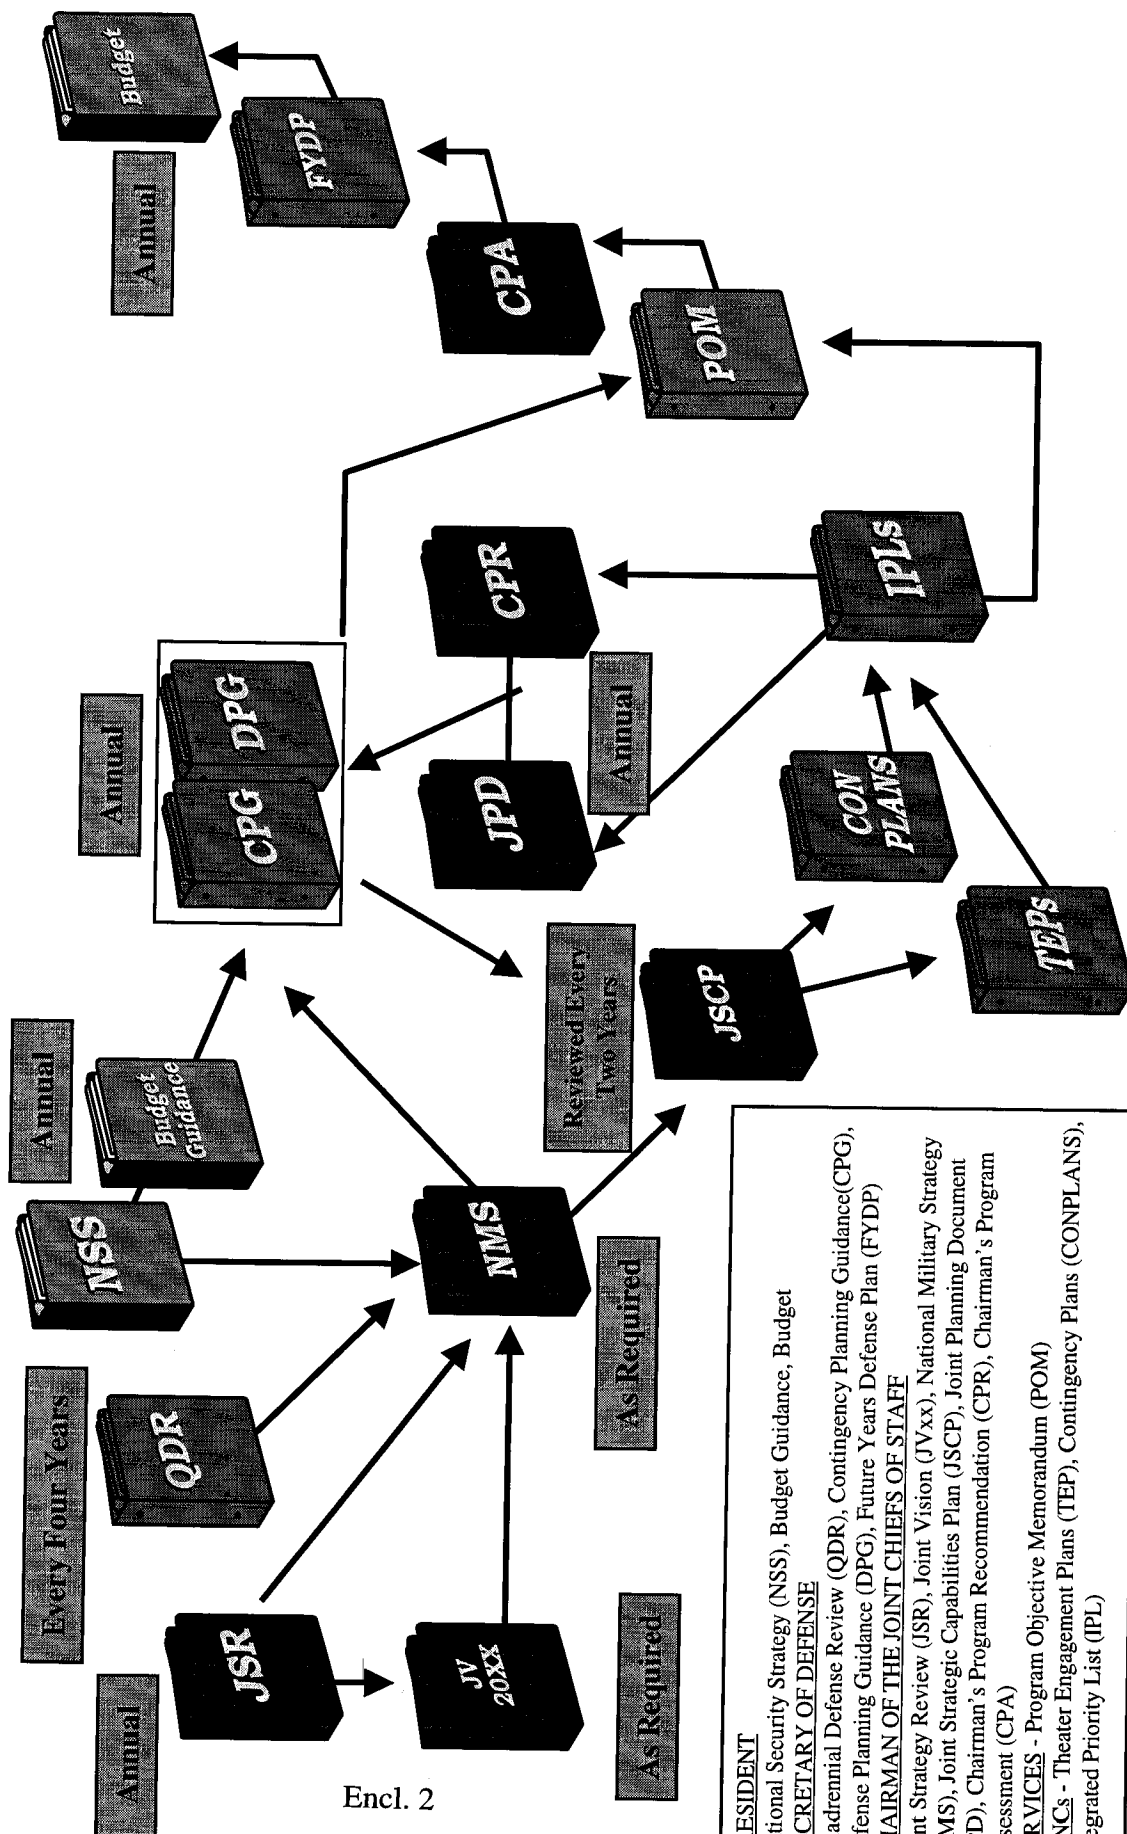 Annual
Every Four Years
Annual
Annual
Annual
JSR
QDR
NSS
Budget
Guidance
CPG
DPG
FYDP
Budget
JV
20XX
NMS
JPD
CPR
CPA
As Required
As Required
Reviewed Every
Two Years
Annual
JSCP
CON
PLANS
TEPs
IPLs
POM
Encl. 2
ESIDENT
tional Security Strategy (NSS), Budget Guidance, Budget
CRETARY OF DEFENSE
adrennial Defense Review (QDR), Contingency Planning Guidance(CPG),
fense Planning Guidance (DPG), Future Years Defense Plan (FYDP)
AIRMAN OF THE JOINT CHIEFS OF STAFF
nt Strategy Review (JSR), Joint Vision (JVxx), National Military Strategy
MS), Joint Strategic Capabilities Plan (JSCP), Joint Planning Document
PD), Chairman's Program Recommendation (CPR), Chairman's Program
sessment (CPA)
RVICES - Program Objective Memorandum (POM)
NCs - Theater Engagement Plans (TEP), Contingency Plans (CONPLANS),
egrated Priority List (IPL)